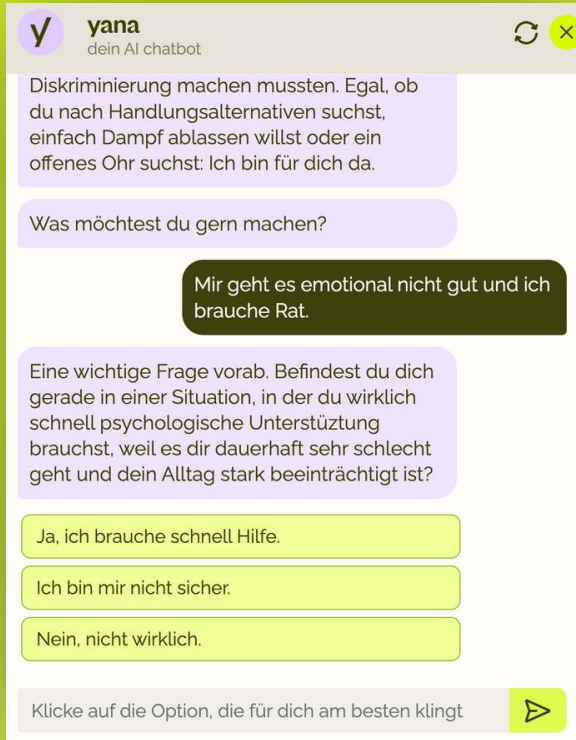 y
yana
dein AI chatbot
Diskriminierung machen mussten. Egal, ob
du nach Handlungsalternativen suchst,
einfach Dampf ablassen willst oder ein
offenes Ohr suchst: Ich bin für dich da.
Was möchtest du gern machen?
Mir geht es emotional nicht gut und ich
brauche Rat.
Eine wichtige Frage vorab. Befindest du dich
gerade in einer Situation, in der du wirklich
schnell psychologische Unterstüztung
brauchst, weil es dir dauerhaft sehr schlecht
geht und dein Alltag stark beeinträchtigt ist?
Ja, ich brauche schnell Hilfe.
Ich bin mir nicht sicher.
Nein, nicht wirklich.
Klicke auf die Option, die für dich am besten klingt